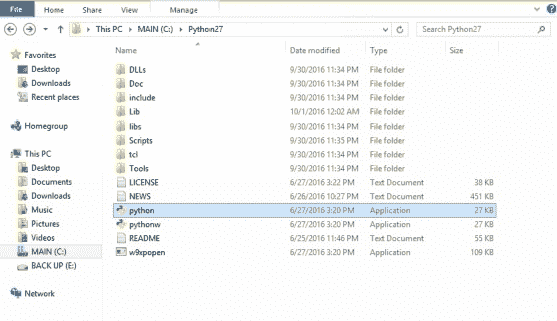 File Home Share View Manage
This PC MAIN (C:) Python27 Search Python27
Name Date modified Type Size
Favorites
Desktop
Downloads
Recent places
Homegroup
This PC
Desktop
Documents
Downloads
Music
Pictures
Videos
MAIN (C:)
BACK UP (E:)
Network
DLLs 9/30/2016 11:34 PM File folder
Doc 9/30/2016 11:34 PM File folder
include 9/30/2016 11:34 PM File folder
Lib 10/1/2016 12:02 AM File folder
libs 9/30/2016 11:34 PM File folder
Scripts 9/30/2016 11:35 PM File folder
tcl 9/30/2016 11:34 PM File folder
Tools 9/30/2016 11:34 PM File folder
LICENSE 6/27/2016 3:22 PM Text Document 38 KB
NEWS 6/26/2016 10:27 PM Text Document 451 KB
python 6/27/2016 3:20 PM Application 27 KB
pythonw 6/27/2016 3:20 PM Application 27 KB
README 6/25/2016 11:46 PM Text Document 55 KB
w9xpopen 6/27/2016 3:20 PM Application 109 KB